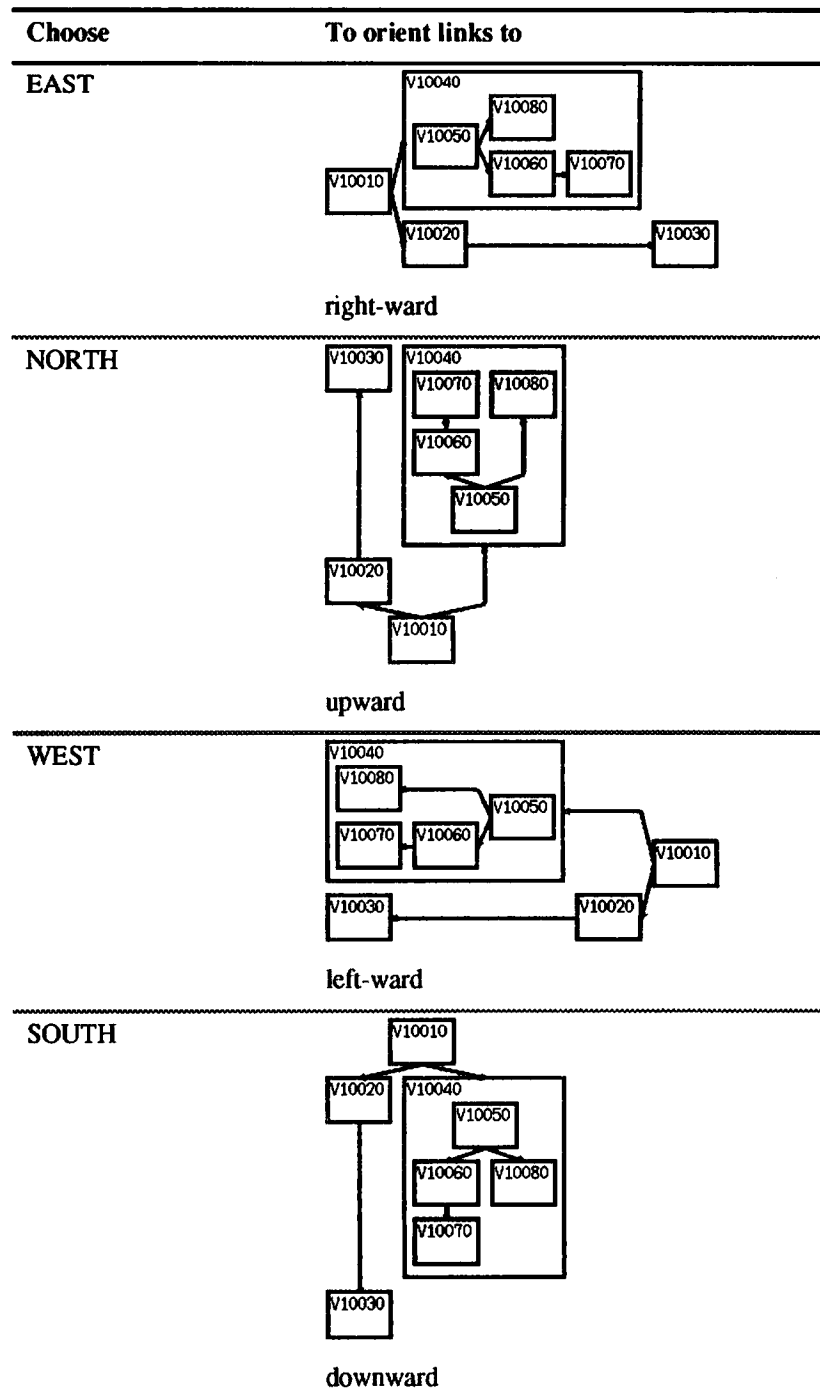 Choose To orient links to
EAST
V10040
V10080
V10050
V10060 V10070
V10010
V10020 V10030
right-ward
NORTH
V10030 V10040
V10070 V10080
V10060
V10050
V10020
V10010
upward
WEST
V10040
V10080
V10050
V10070 V10060
V10010
V10030 V10020
left-ward
SOUTH
V10010
V10020 V10040
V10050
V10060 V10080
V10070
V10030
downward